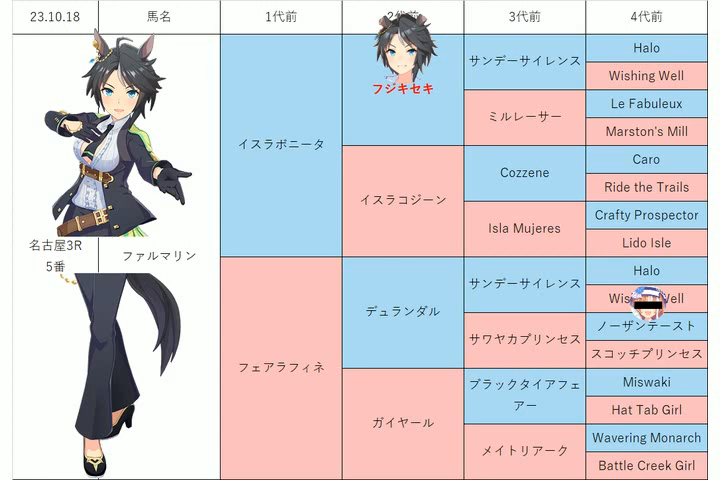 23.10.18 馬名 1代前 2代前 3代前 4代前
フジキセキ
サンデーサイレンス
Halo
Wishing Well
ミルレーサー
Le Fabuleux
Marston's Mill
イスラボニータ
イスラコジーン
Cozzene
Caro
Ride the Trails
Isla Mujeres
Crafty Prospector
Lido Isle
名古屋3R
5番
ファルマリン
フェアラフィネ
デュランダル
サンデーサイレンス
Halo
Wis Well
サワヤカプリンセス
ノーザンテースト
スコッチプリンセス
ガイヤール
ブラックタイアフェ
アー
Miswaki
Hat Tab Girl
メイトリアーク
Wavering Monarch
Battle Creek Girl